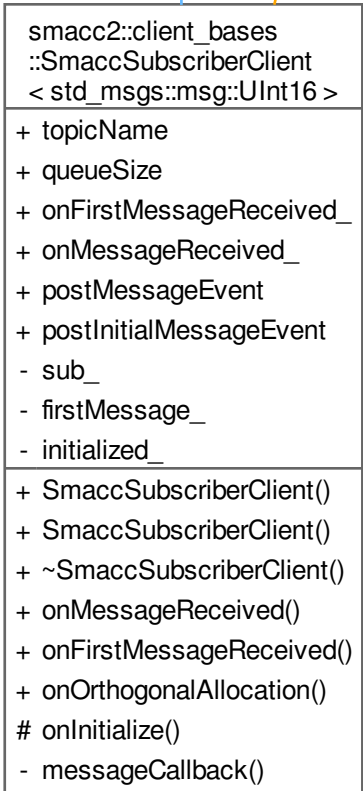 smacc2::client_bases
::SmaccSubscriberClient
< std_msgs::msg::UInt16 >
+ topicName
+ queueSize
+ onFirstMessageReceived_
+ onMessageReceived_
+ postMessageEvent
+ postInitialMessageEvent
- sub_
- firstMessage_
- initialized_
+ SmaccSubscriberClient()
+ SmaccSubscriberClient()
+ ~SmaccSubscriberClient()
+ onMessageReceived()
+ onFirstMessageReceived()
+ onOrthogonalAllocation()
# onInitialize()
- messageCallback()